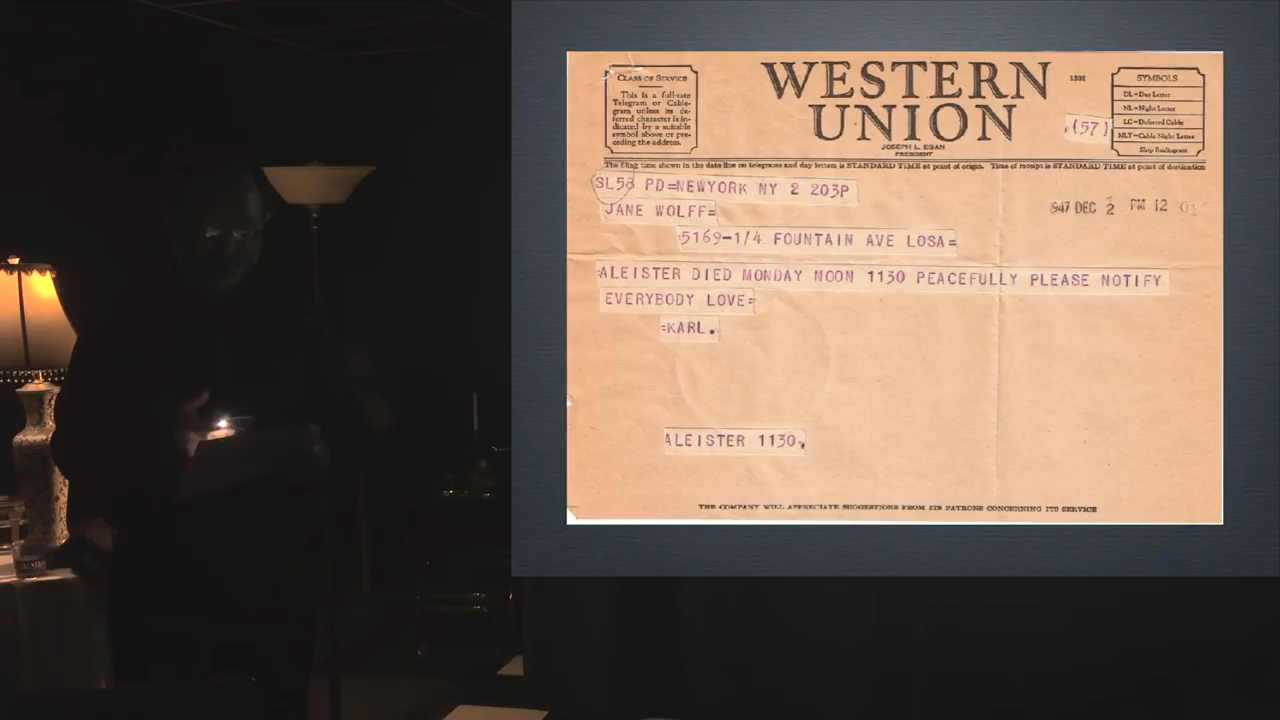 CLASS OF SERVICE
This is a full-rate
Telegram or Cable-
gram unless its de-
ferred character is in-
dicated by a suitable
symbol above or pre-
ceding the address.
WESTERN
UNION
1201
JOSEPH L. EGAN
PRESIDENT
(57)
SYMBOLS
DL=Day Letter
NL=Night Letter
LC=Deferred Cable
NLT=Cable Night Letter
Ship Radiogram
The filing time shown in the date line on telegrams and day letters is STANDARD TIME at point of origin. Time of receipt is STANDARD TIME at point of destination
SL58 PD=NEWYORK NY 2 203P
947 DEC 2 PM 12 01
JANE WOLFF=
5169-1/4 FOUNTAIN AVE LOSA=
ALEISTER DIED MONDAY NOON 1130 PEACEFULLY PLEASE NOTIFY
EVERYBODY LOVE=
=KARL.
ALEISTER 1130.
THE COMPANY WILL APPRECIATE SUGGESTIONS FROM ITS PATRONS CONCERNING ITS SERVICE